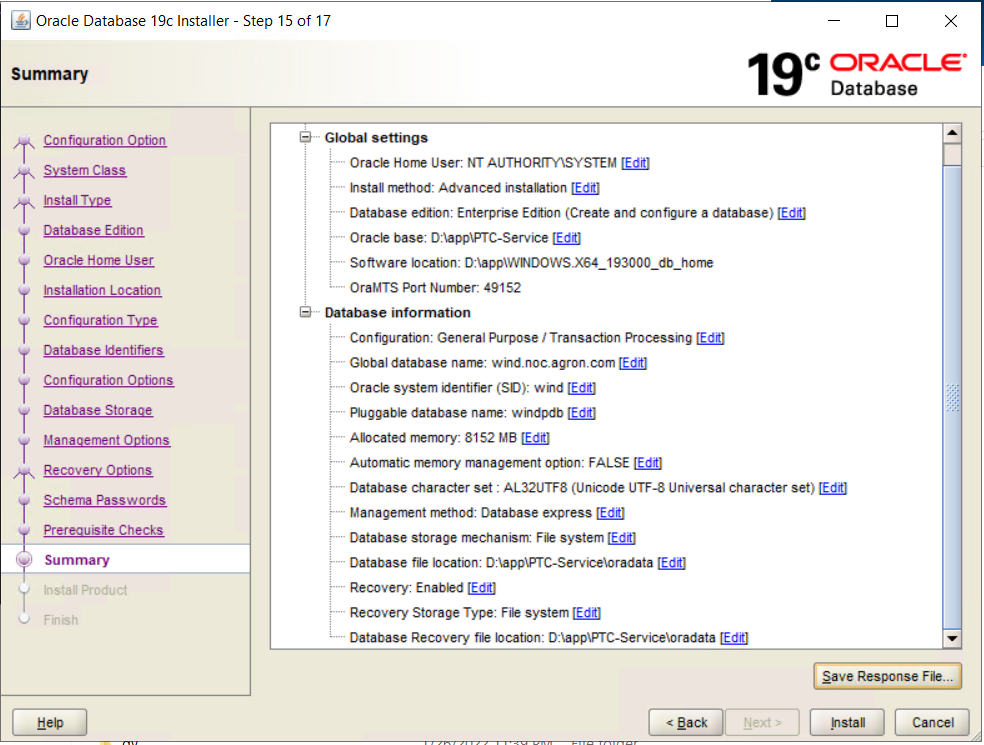 Oracle Database 19c Installer - Step 15 of 17
Summary
19c ORACLE
Database
Configuration Option
System Class
Install Type
Database Edition
Oracle Home User
Installation Location
Configuration Type
Database Identifiers
Configuration Options
Database Storage
Management Options
Recovery Options
Schema Passwords
Prerequisite Checks
Summary
Install Product
Finish
Global settings
Oracle Home User: NT AUTHORITY\SYSTEM [Edit]
Install method: Advanced installation [Edit]
Database edition: Enterprise Edition (Create and configure a database) [Edit]
Oracle base: D:\app\PTC-Service [Edit]
Software location: D:\app\WINDOWS.X64_193000_db_home
OraMTS Port Number: 49152
Database information
Configuration: General Purpose / Transaction Processing [Edit]
Global database name: wind.noc.agron.com [Edit]
Oracle system identifier (SID): wind [Edit]
Pluggable database name: windpdb [Edit]
Allocated memory: 8152 MB [Edit]
Automatic memory management option: FALSE [Edit]
Database character set : AL32UTF8 (Unicode UTF-8 Universal character set) [Edit]
Management method: Database express [Edit]
Database storage mechanism: File system [Edit]
Database file location: D:\app\PTC-Service\oradata [Edit]
Recovery: Enabled [Edit]
Recovery Storage Type: File system [Edit]
Database Recovery file location: D:\app\PTC-Service\oradata [Edit]
Save Response File...
Help
< Back
Next >
Install
Cancel